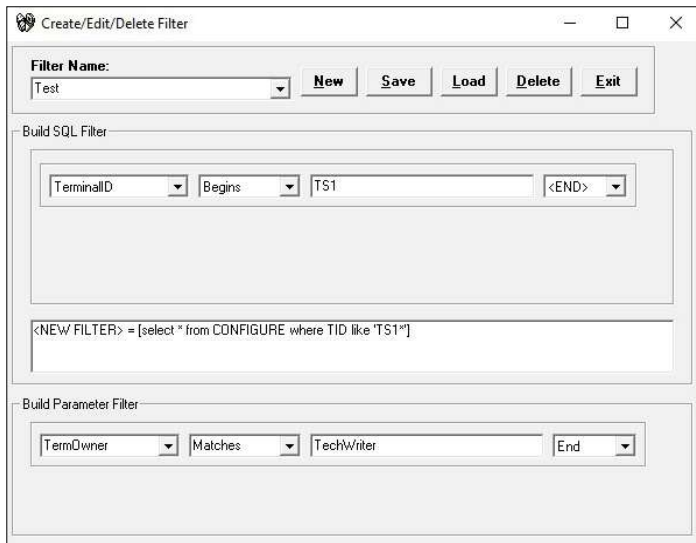 Create/Edit/Delete Filter
Filter Name:
Test
New Save Load Delete Exit
Build SQL Filter
TerminalID Begins TS1 <END>
<NEW FILTER> = [select * from CONFIGURE where TID like 'TS1*']
Build Parameter Filter
TermOwner Matches TechWriter End